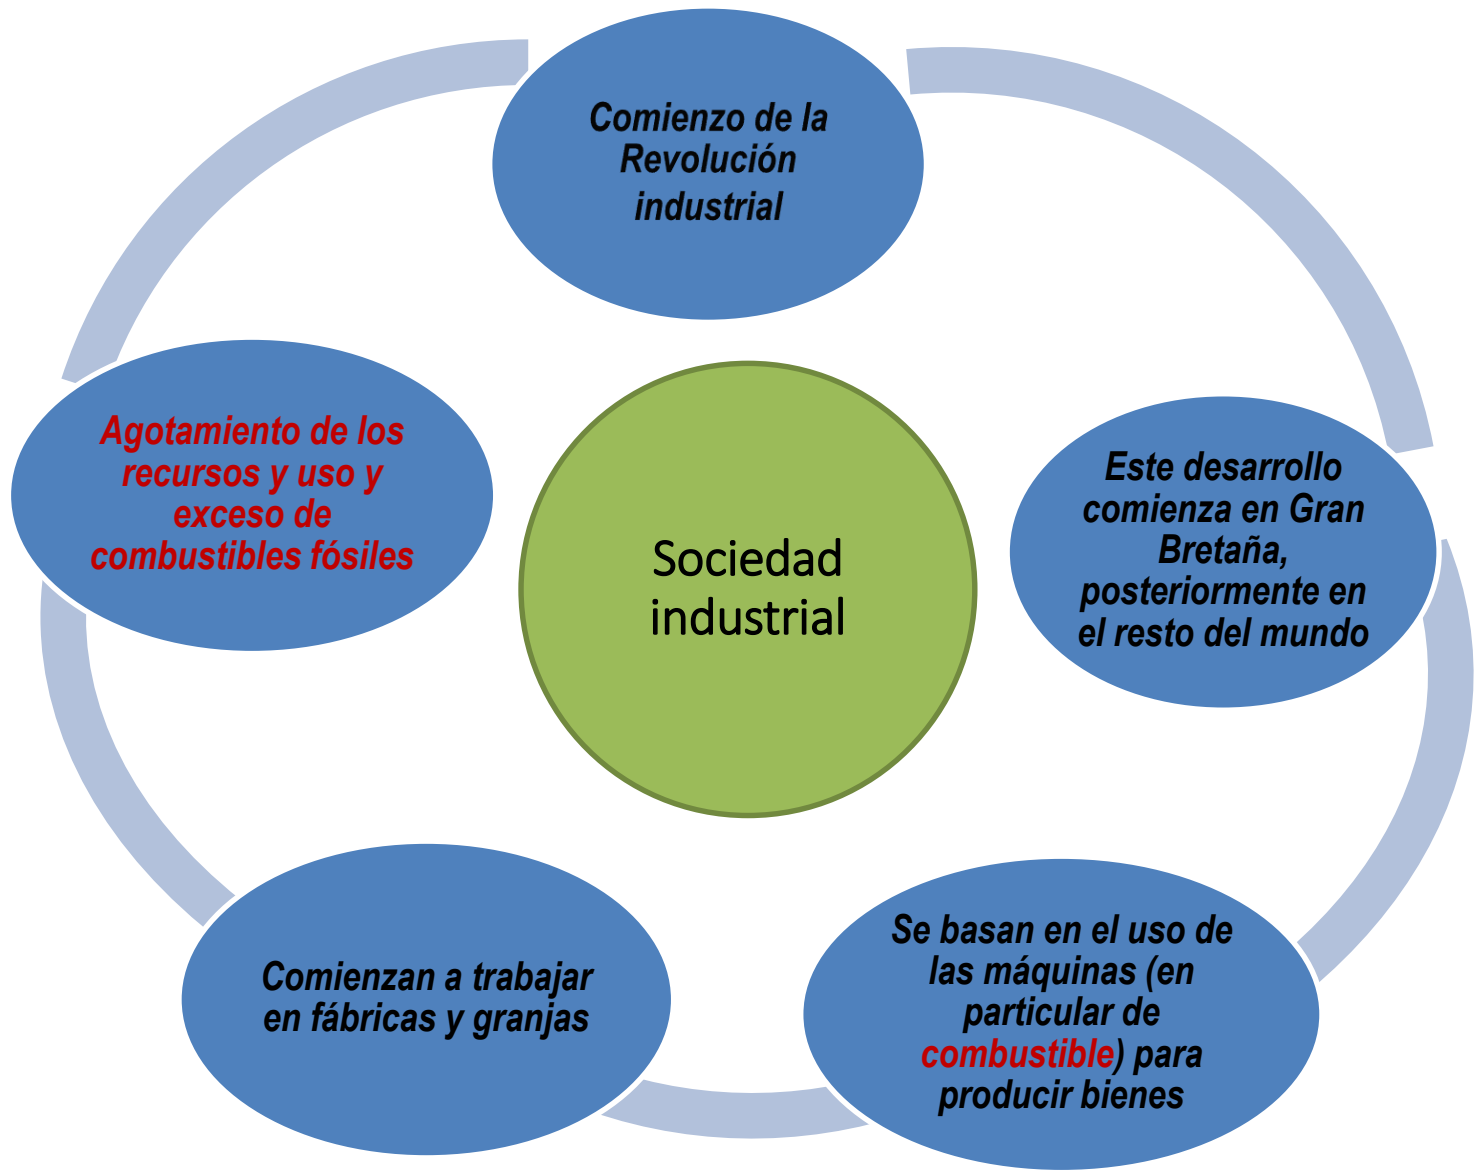 Comienzo de la
Revolución
industrial
Este desarrollo
comienza en Gran
Bretaña,
posteriormente en
el resto del mundo
Se basan en el uso de
las máquinas (en
particular de
combustible) para
producir bienes
Comienzan a trabajar
en fábricas y granjas
Agotamiento de los
recursos y uso y
exceso de
combustibles fósiles
Sociedad
industrial